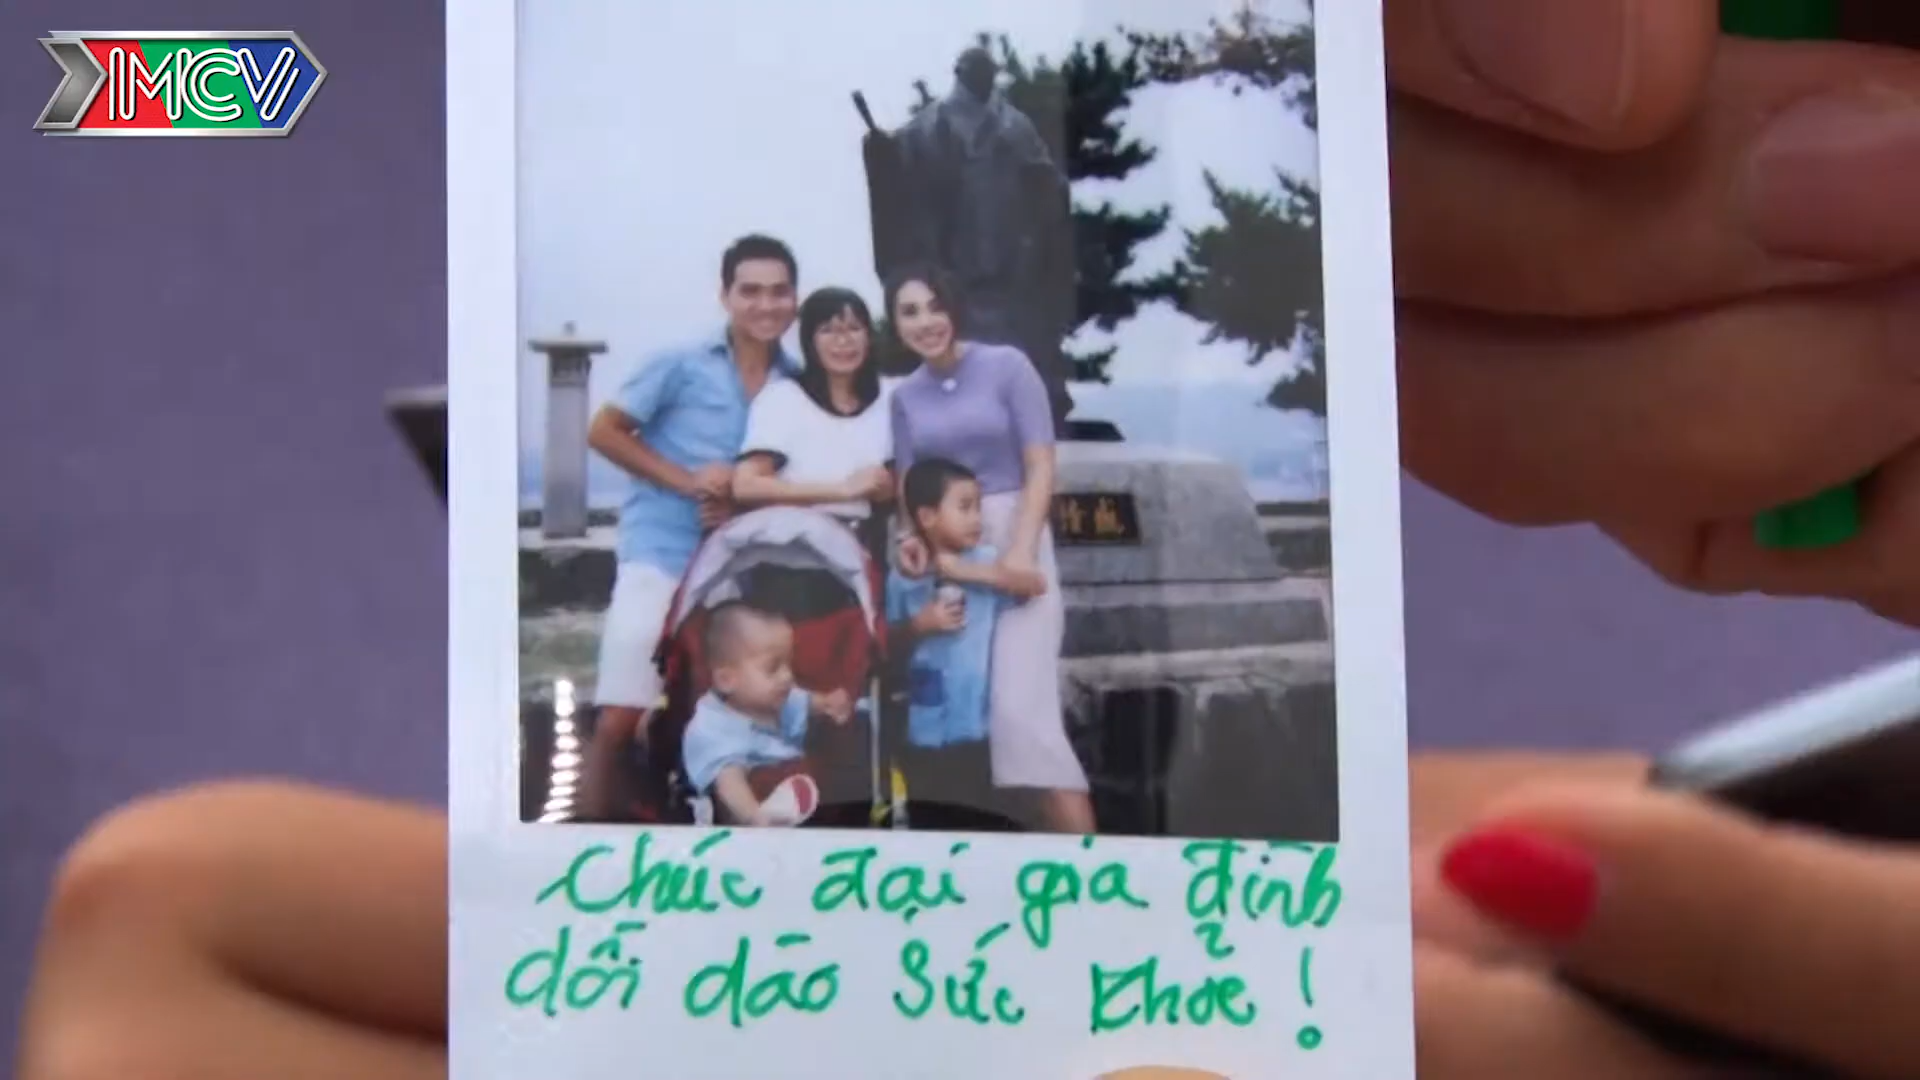 MCV
Chúc đại gia đình
dồi dào sức khỏe !